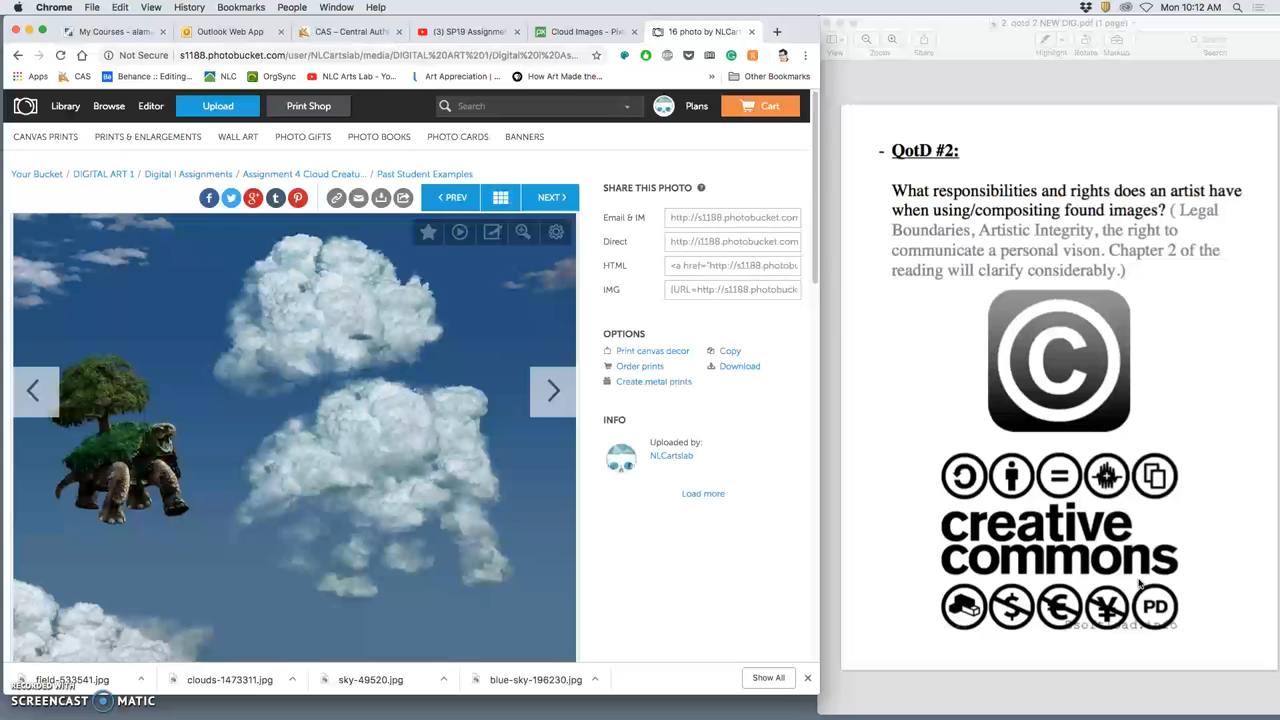 Chrome File Edit View History Bookmarks People Window Help Mon 10:12 AM
My Courses - alam
Outlook Web App
CAS – Central Auth
(3) SP19 Assignme
Cloud Images - Pix
16 photo by NLCart
Not Secure s1188.photobucket.com/user/NLCartslab/media/DIGITAL%20ART%201/Digital%20I%20As...
Apps CAS Behance :: Editing... NLC OrgSync NLC Arts Lab - You... Art Appreciation | ... How Art Made the... » Other Bookmarks
Library Browse Editor Upload Print Shop Search Plans Cart
CANVAS PRINTS PRINTS & ENLARGEMENTS WALL ART PHOTO GIFTS PHOTO BOOKS PHOTO CARDS BANNERS
Your Bucket / DIGITAL ART 1 / Digital I Assignments / Assignment 4 Cloud Creatu... / Past Student Examples
PREV NEXT
SHARE THIS PHOTO
Email & IM http://s1188.photobucket.com
Direct http://i1188.photobucket.com
HTML <a href="http://s1188.photobu
IMG [URL=http://s1188.photobuck
OPTIONS
Print canvas decor Copy
Order prints Download
Create metal prints
INFO
Uploaded by:
NLCartslab
Load more
field-533541.jpg clouds-1473311.jpg sky-49520.jpg blue-sky-196230.jpg Show All
RECORDED WITH
SCREENCAST MATIC
2. qotd 2 NEW DIG.pdf (1 page)
View Zoom Share Highlight Rotate Markup Search
Search
- QotD #2:
What responsibilities and rights does an artist have
when using/compositing found images? ( Legal
Boundaries, Artistic Integrity, the right to
communicate a personal vison. Chapter 2 of the
reading will clarify considerably.)
C
creative
commons
$ € ¥ PD